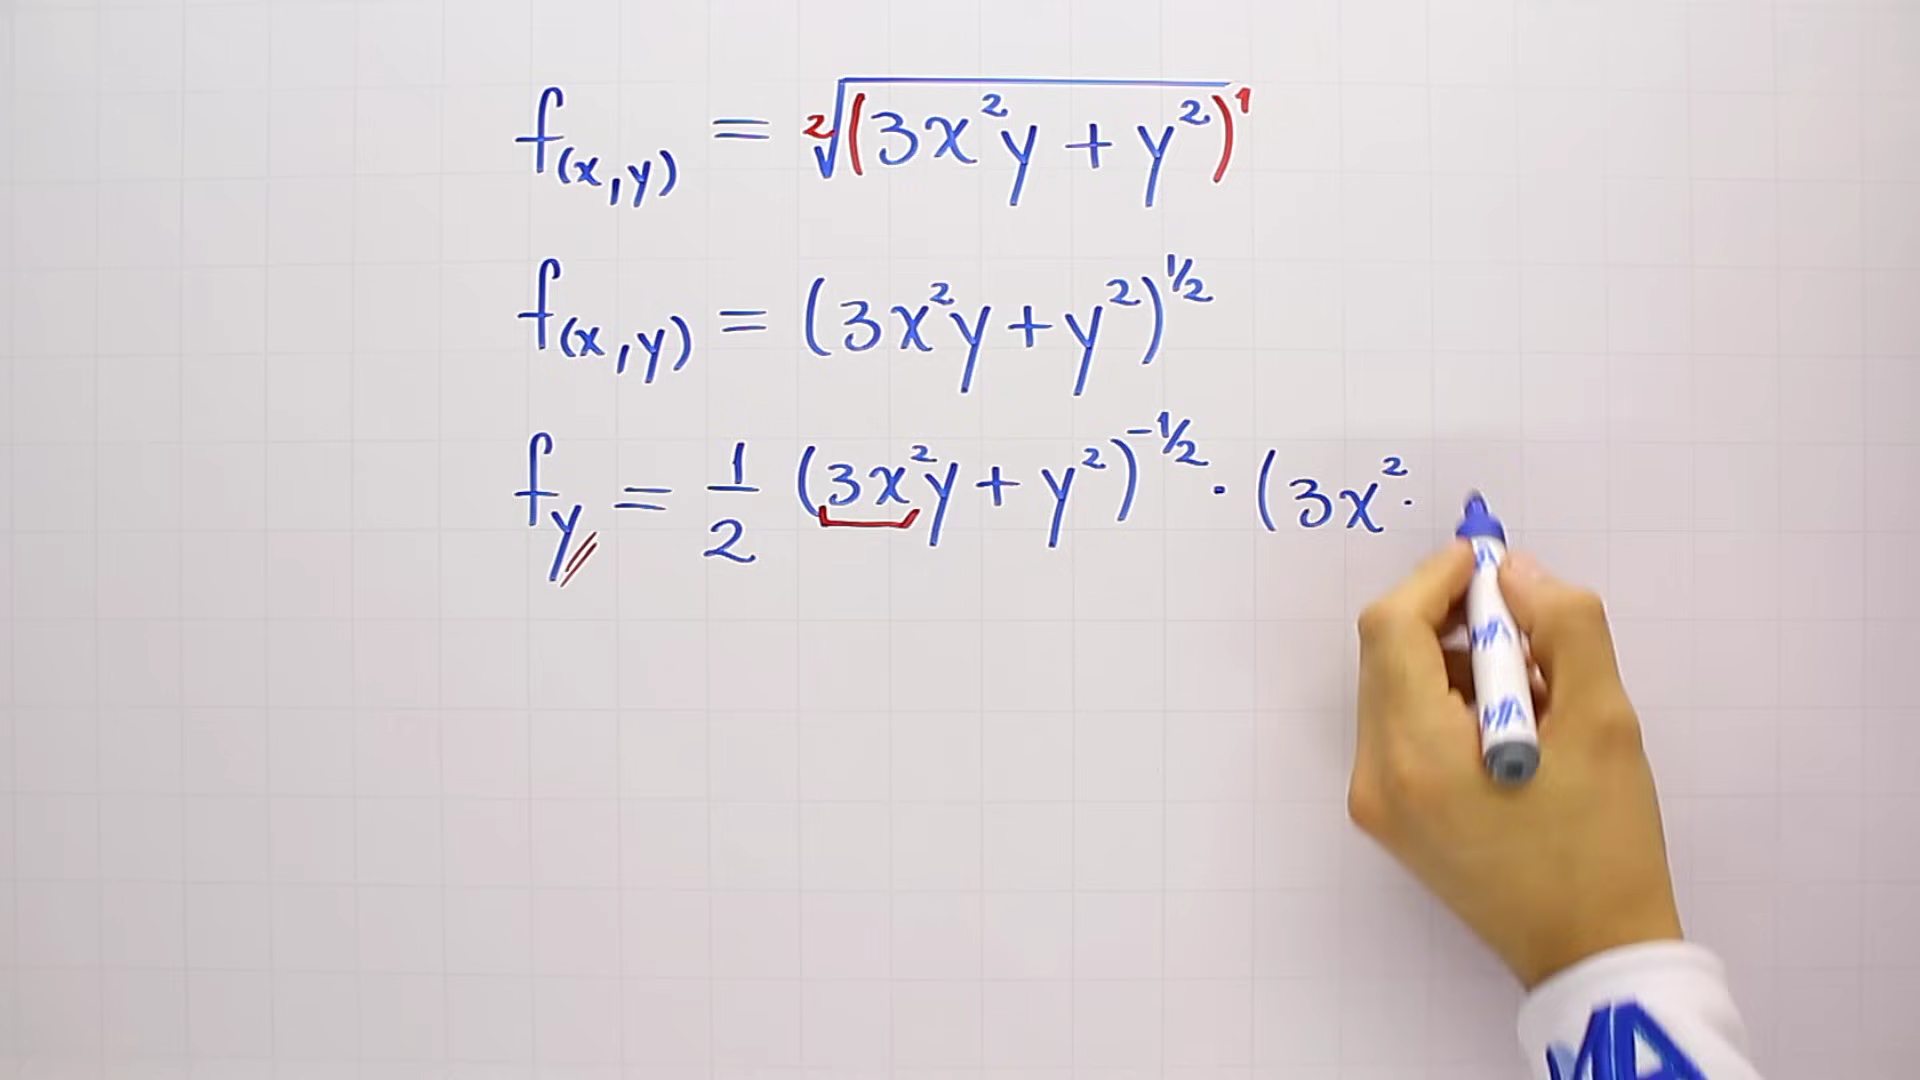 f(x,y) = ²√(3x²y + y²)¹
f(x,y) = (3x²y + y²)^1/2
fy = 1/2 (3x²y + y²)^-1/2 · (3x² ·